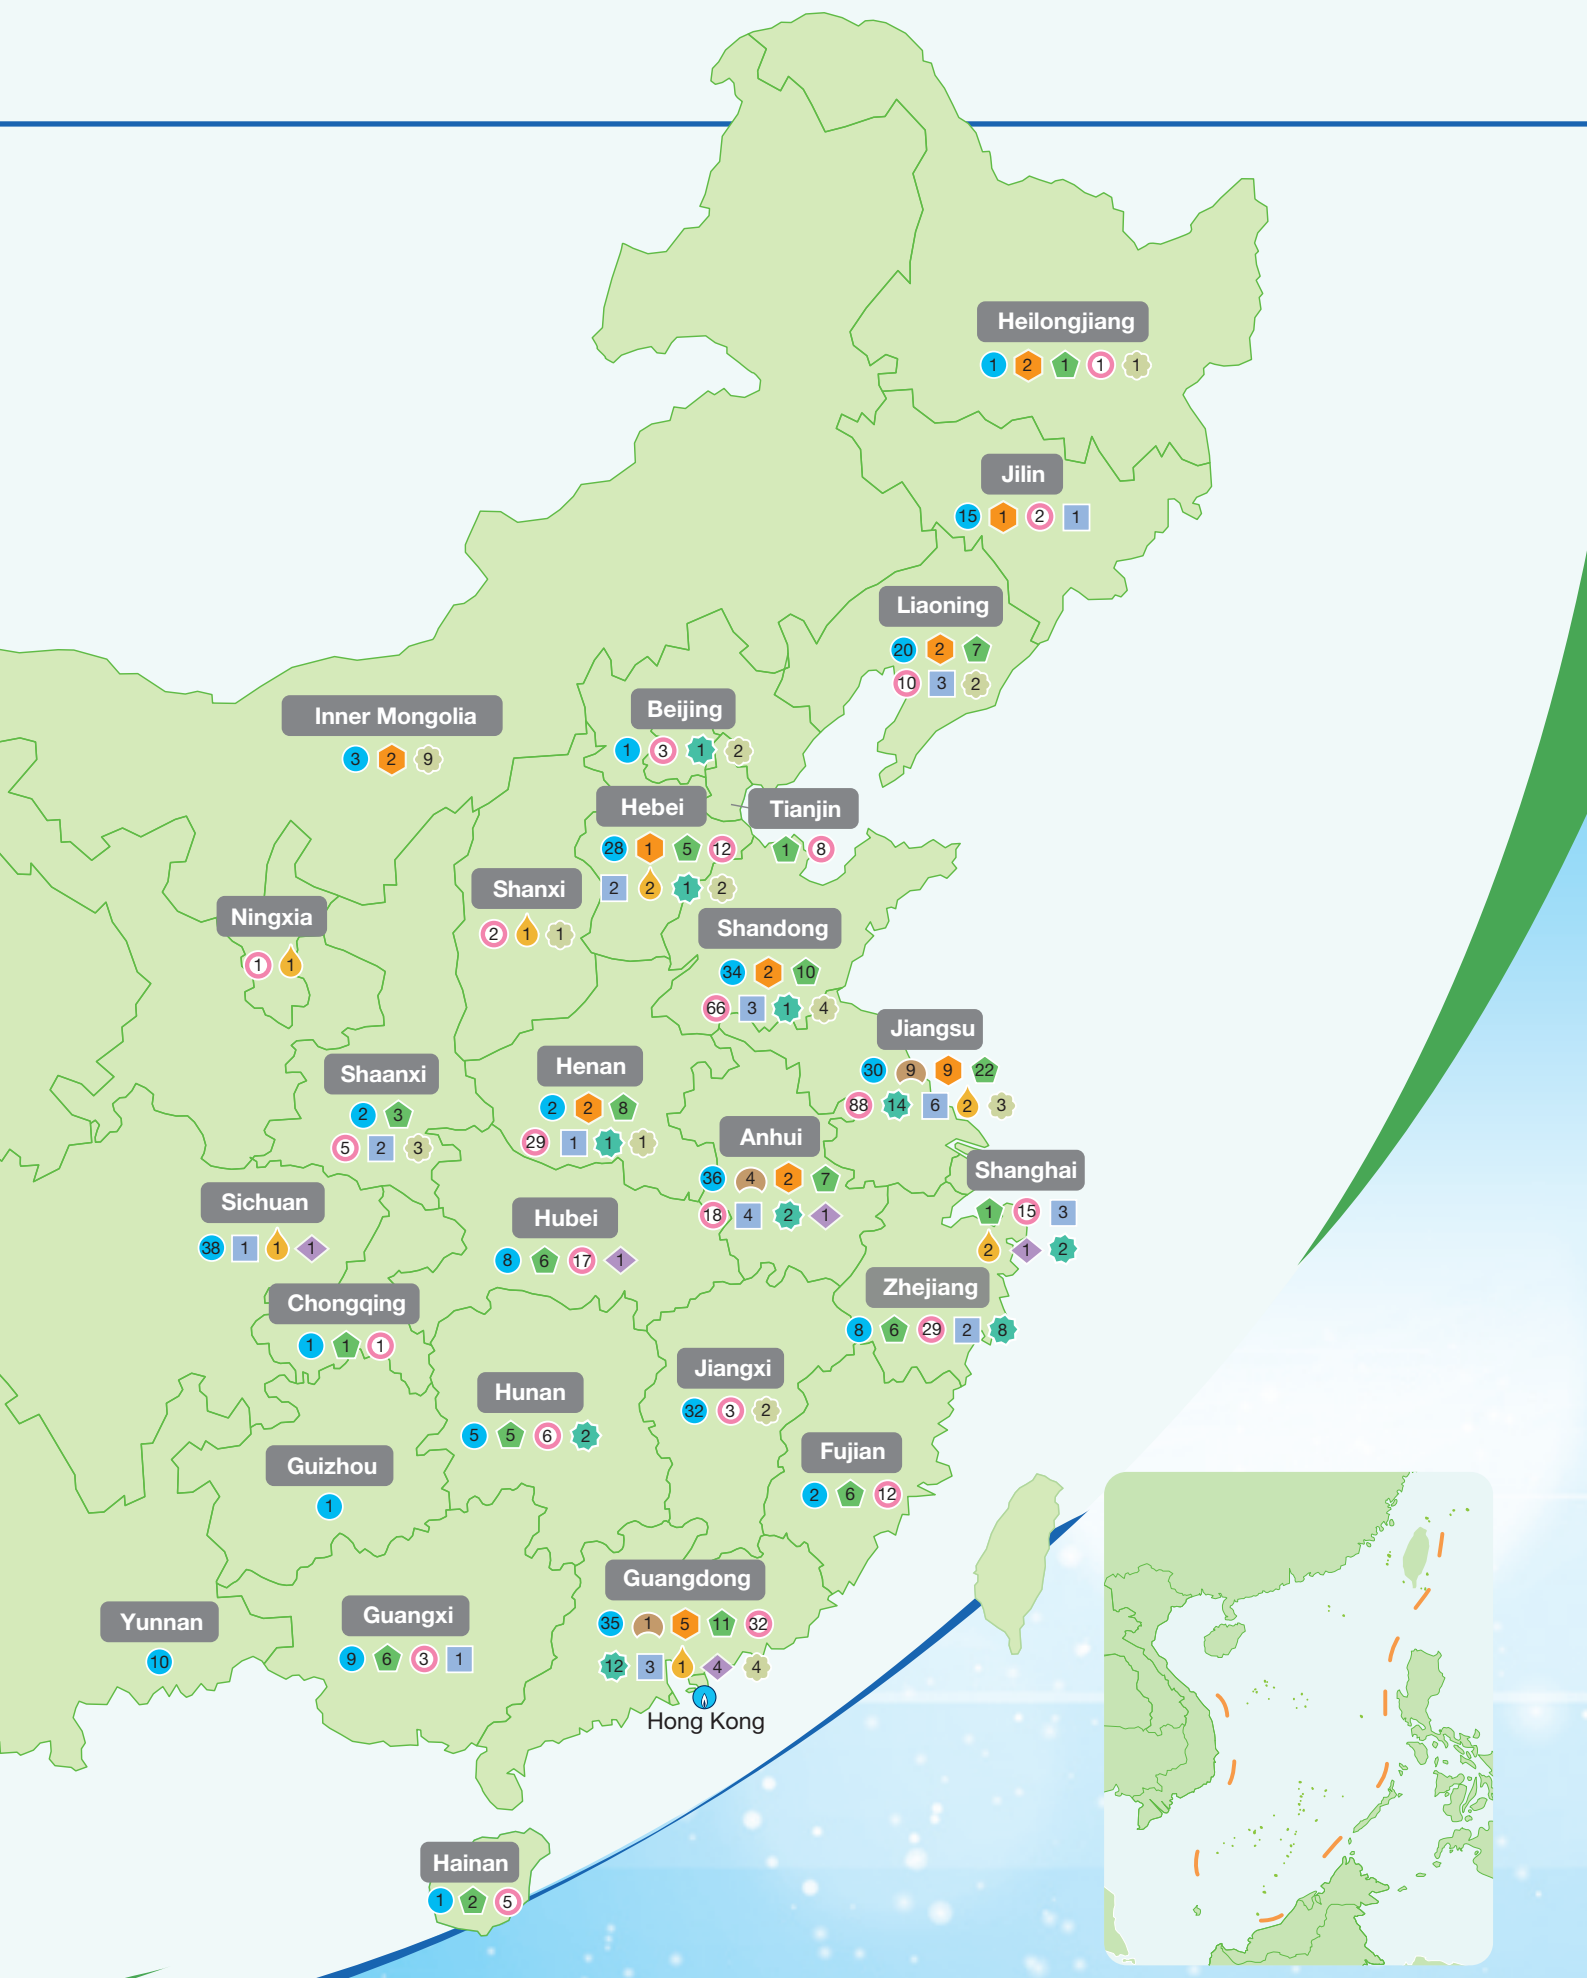 Heilongjiang
1 2 1 1 1
Jilin
15 1 2 1
Liaoning
20 2 7
10 3 2
Inner Mongolia
3 2 9
Beijing
1 3 1 2
Hebei
28 1 5 12
2 2 1 2
Tianjin
1 8
Shanxi
2 1 1
Ningxia
1 1
Shandong
34 2 10
66 3 1 4
Jiangsu
30 9 9 22
88 14 6 2 3
Shaanxi
2 3
5 2 3
Henan
2 2 8
29 1 1 1
Anhui
36 4 2 7
18 4 2 1
Shanghai
1 15 3
2 1 2
Sichuan
38 1 1 1
Hubei
8 6 17 1
Zhejiang
8 6 29 2 8
Chongqing
1 1 1
Jiangxi
32 3 2
Hunan
5 5 6 2
Fujian
2 6 12
Guizhou
1
Guangdong
35 1 5 11 32
12 3 1 4 4
Hong Kong
Yunnan
10
Guangxi
9 6 3 1
Hainan
1 2 5